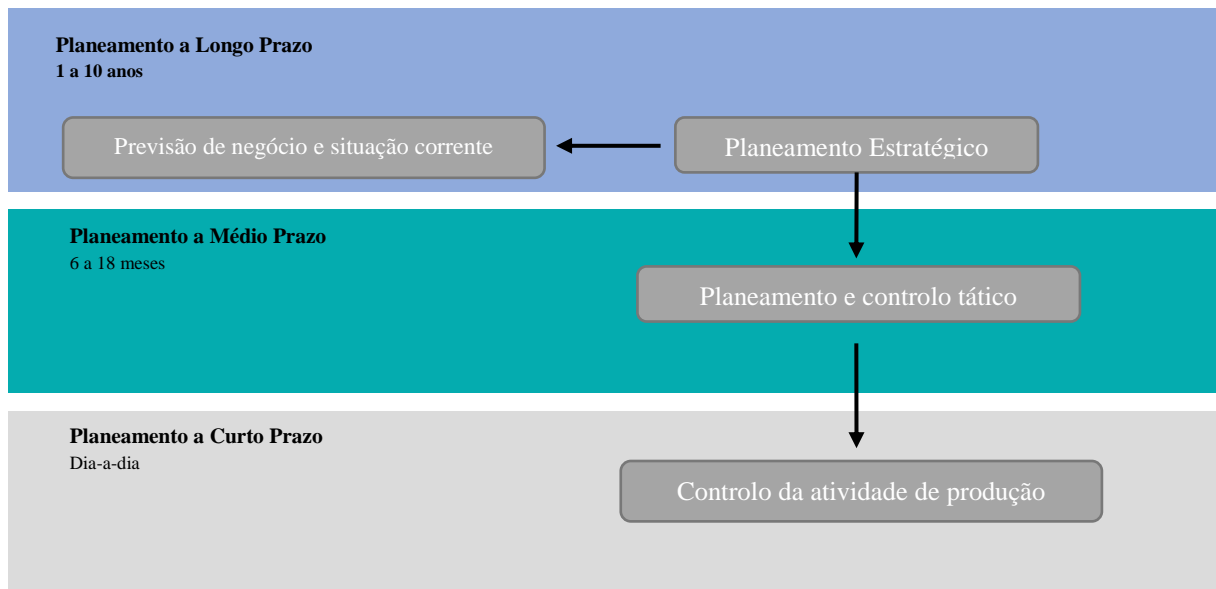 Planeamento a Longo Prazo
1 a 10 anos
Previsão de negócio e situação corrente
Planeamento Estratégico
Planeamento a Médio Prazo
6 a 18 meses
Planeamento e controlo tático
Planeamento a Curto Prazo
Dia-a-dia
Controlo da atividade de produção